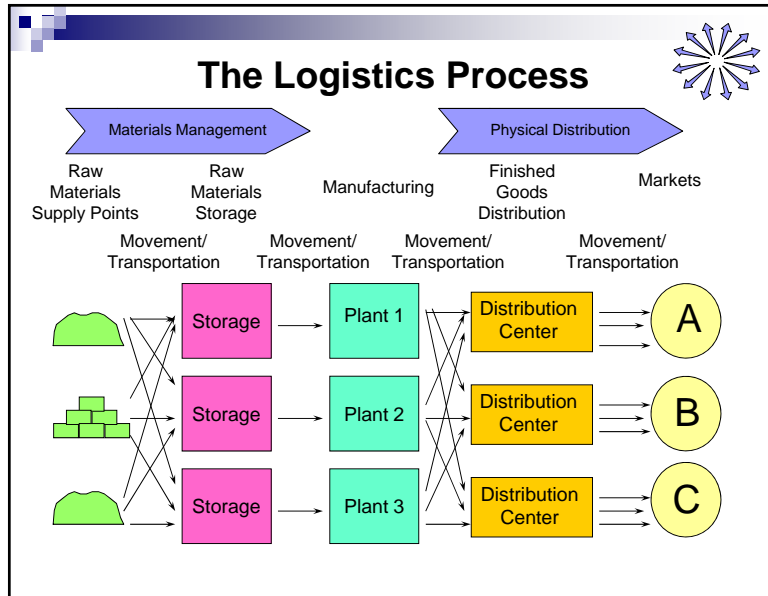 The Logistics Process
Materials Management
Physical Distribution
Raw
Materials
Supply Points
Raw
Materials
Storage
Manufacturing
Finished
Goods
Distribution
Markets
Movement/
Transportation
Movement/
Transportation
Movement/
Transportation
Movement/
Transportation
Storage
Plant 1
Distribution
Center
A
Storage
Plant 2
Distribution
Center
B
Storage
Plant 3
Distribution
Center
C